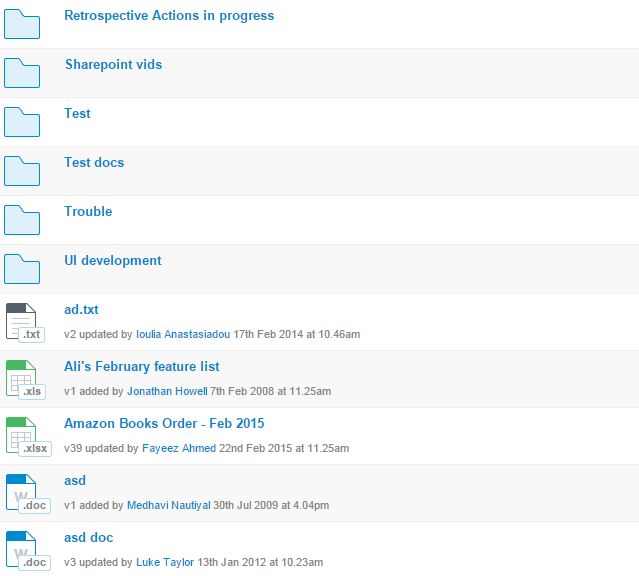 Retrospective Actions in progress
Sharepoint vids
Test
Test docs
Trouble
UI development
ad.txt
.txt
v2 updated by Ioulia Anastasiadou 17th Feb 2014 at 10.46am
Ali's February feature list
.xls
v1 added by Jonathan Howell 7th Feb 2008 at 11.25am
Amazon Books Order - Feb 2015
.xlsx
v39 updated by Fayeez Ahmed 22nd Feb 2015 at 11.25am
asd
W
.doc
v1 added by Medhavi Nautiyal 30th Jul 2009 at 4.04pm
asd doc
W
.doc
v3 updated by Luke Taylor 13th Jan 2012 at 10.23am